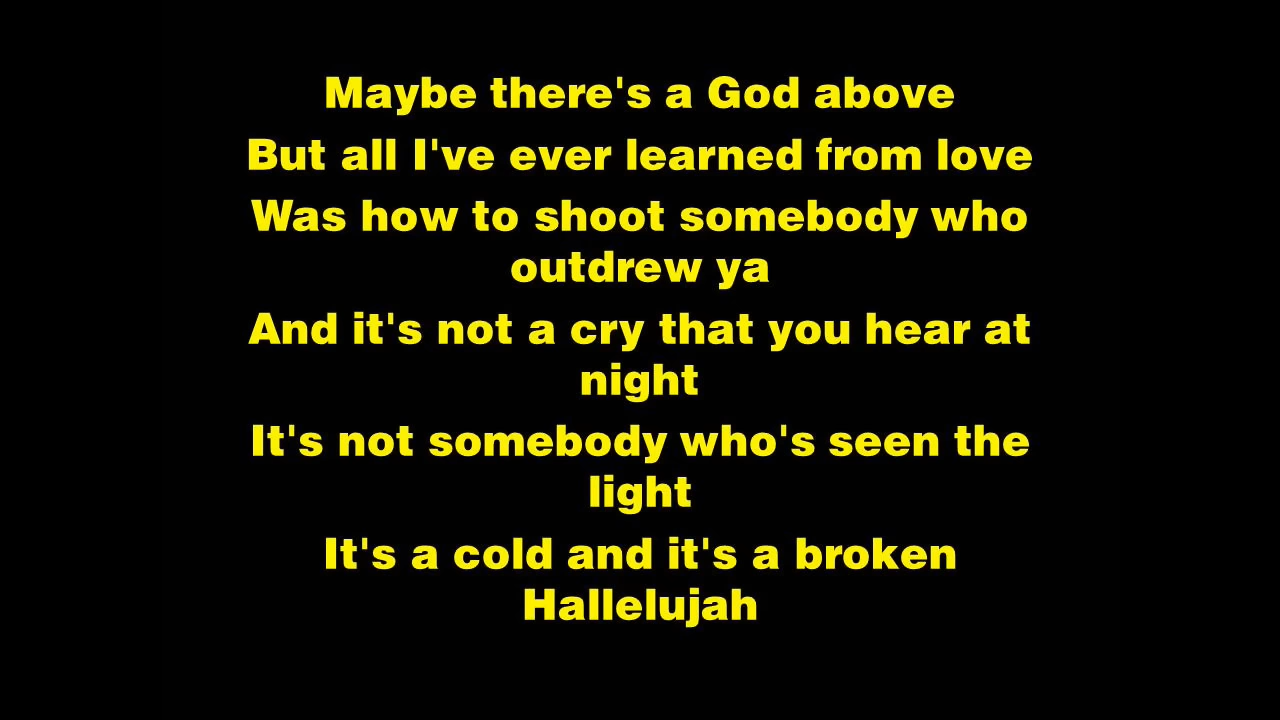 Maybe there's a God above
But all I've ever learned from love
Was how to shoot somebody who
outdrew ya
And it's not a cry that you hear at
night
It's not somebody who's seen the
light
It's a cold and it's a broken
Hallelujah